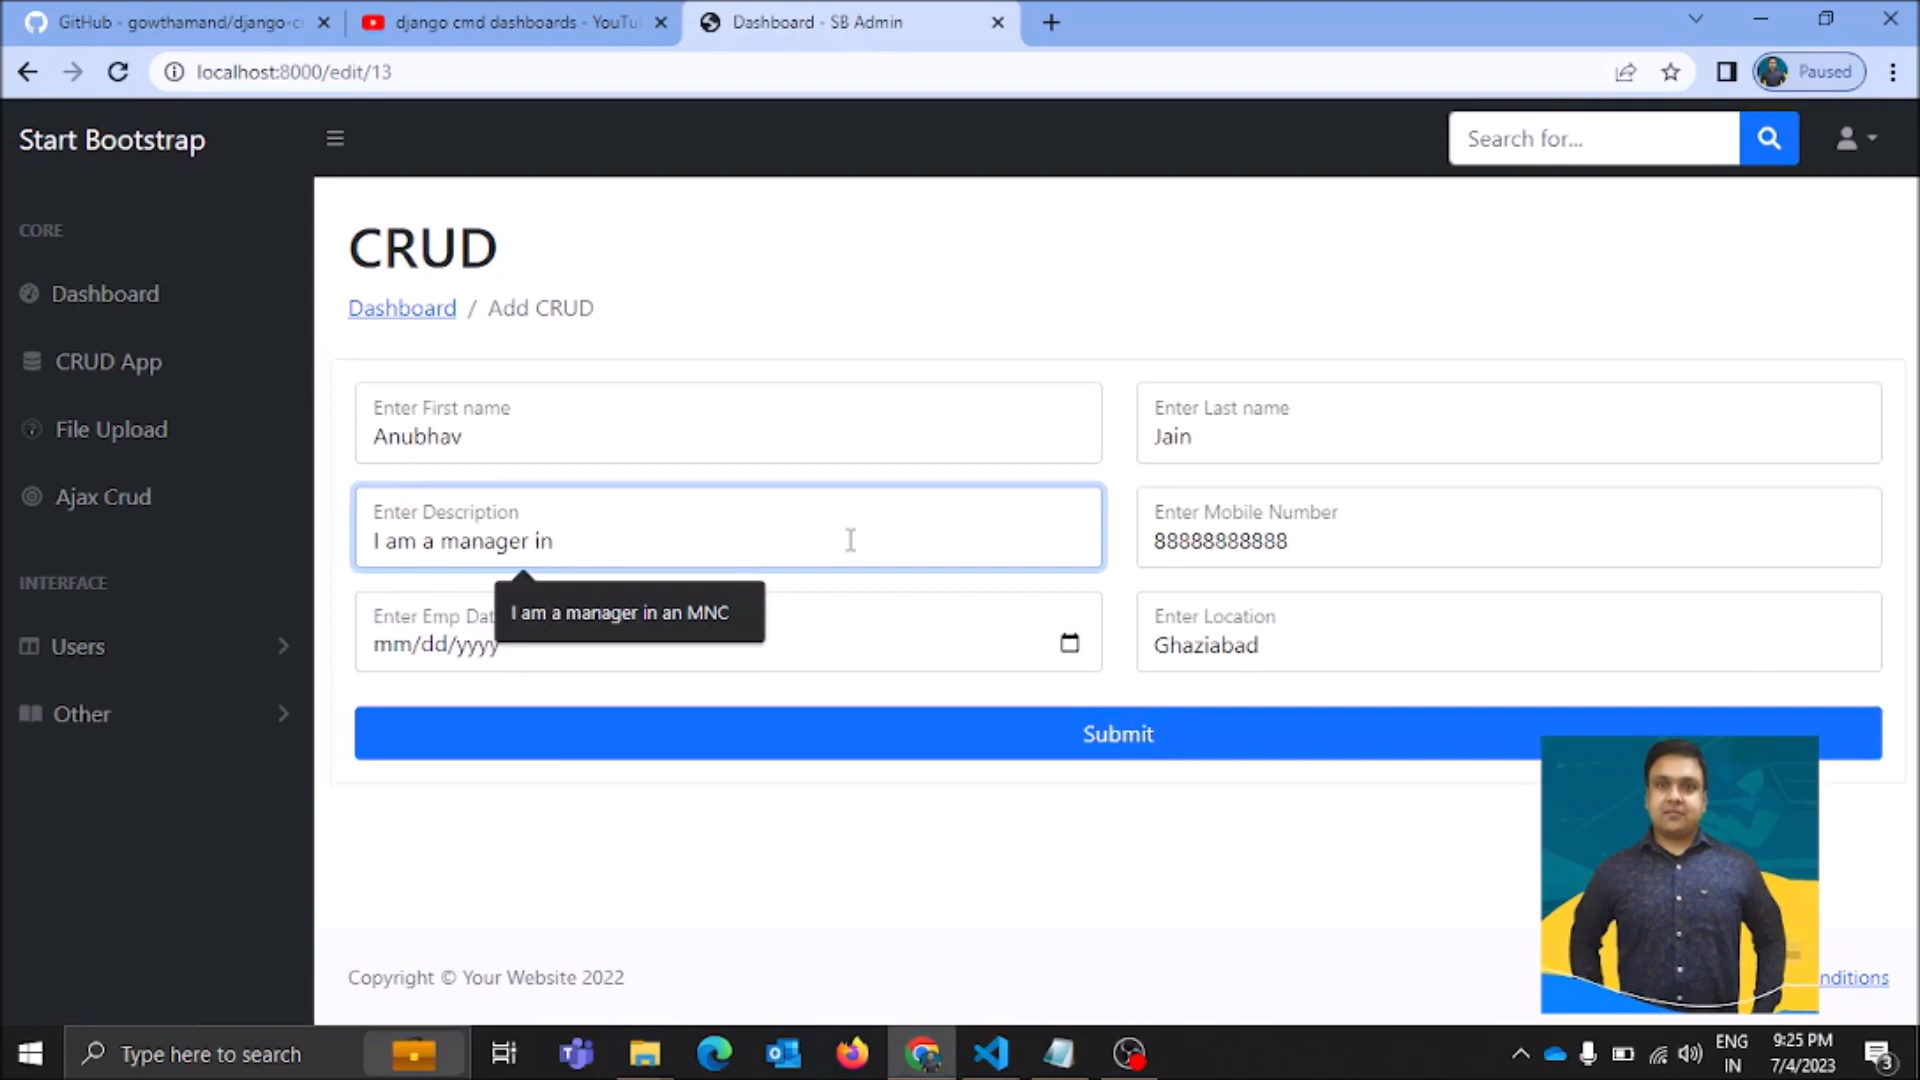 GitHub - gowthamand/django-c
django cmd dashboards - YouTu
Dashboard - SB Admin
localhost:8000/edit/13
Paused
Start Bootstrap
Search for...
CORE
Dashboard
CRUD App
File Upload
Ajax Crud
INTERFACE
Users
Other
CRUD
Dashboard / Add CRUD
Enter First name
Anubhav
Enter Last name
Jain
Enter Description
I am a manager in
Enter Mobile Number
88888888888
I am a manager in an MNC
Enter Emp Dat
mm/dd/yyyy
Enter Location
Ghaziabad
Submit
Copyright © Your Website 2022
nditions
Type here to search
ENG
IN
9:25 PM
7/4/2023
3